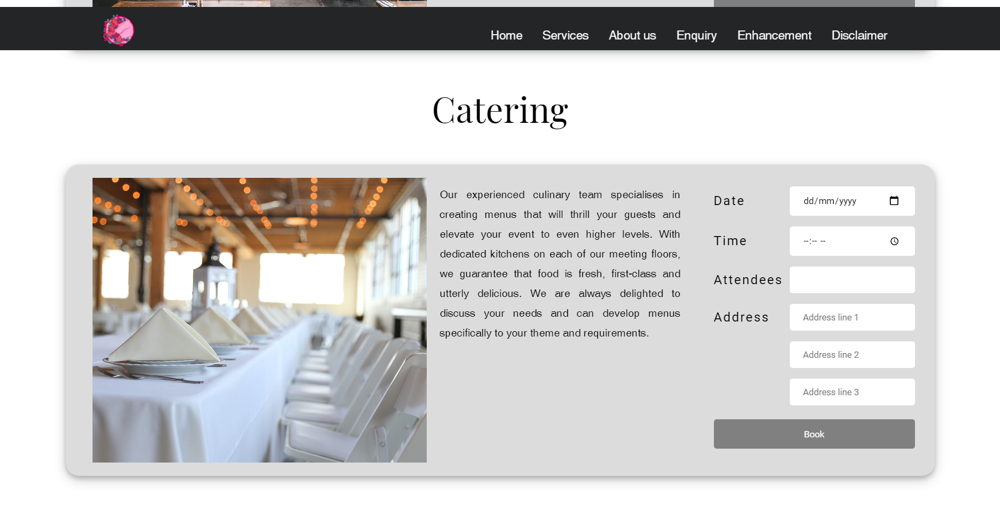 Home Services About us Enquiry Enhancement Disclaimer
Catering
Our experienced culinary team specialises in
creating menus that will thrill your guests and
elevate your event to even higher levels. With
dedicated kitchens on each of our meeting floors,
we guarantee that food is fresh, first-class and
utterly delicious. We are always delighted to
discuss your needs and can develop menus
specifically to your theme and requirements.
Date dd/mm/yyyy
Time --:-- --
Attendees
Address Address line 1
Address line 2
Address line 3
Book